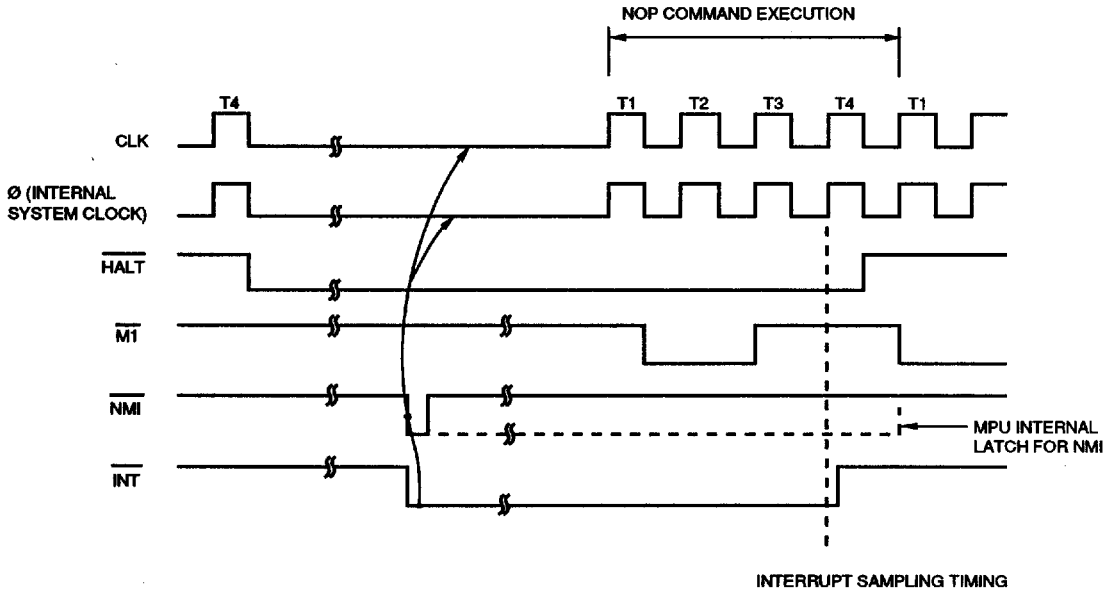 NOP COMMAND EXECUTION
T4
T1
T2
T3
T4
T1
CLK
Ø (INTERNAL
SYSTEM CLOCK)
HALT
M1
NMI
MPU INTERNAL
LATCH FOR NMI
INT
INTERRUPT SAMPLING TIMING